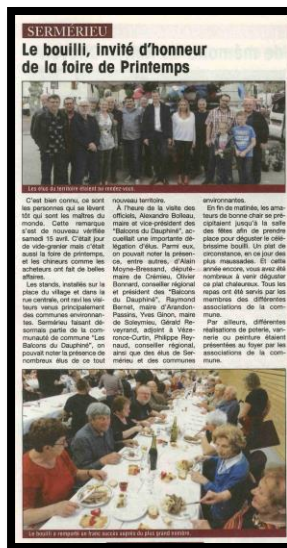 SERMÉRIEU
Le bouilli, invité d'honneur
de la foire de Printemps
Les élus du territoire étaient au rendez-vous.
C'est bien connu, ce sont
les personnes qui se lèvent
tôt qui sont les maîtres du
monde. Cette remarque
s'est de nouveau vérifiée
samedi 15 avril. C'était jour
de vide-grenier mais c'était
aussi la foire de printemps,
et les chineurs comme les
acheteurs ont fait de belles
affaires.
Les stands, installés sur la
place du village et dans la
rue centrale, ont ravi les visi-
teurs venus principalement
des communes environnan-
tes. Sermérieu faisant dé-
sormais partie de la com-
munauté de commune "Les
Balcons du Dauphiné", on
pouvait noter la présence de
nombreux élus de ce tout
nouveau territoire.
À l'heure de la visite des
officiels, Alexandre Bolleau,
maire et vice-président des
"Balcons du Dauphiné", ac-
cueillait une importante dé-
légation d'élus. Parmi eux,
on pouvait noter la présen-
ce, entre autres, d'Alain
Moyne-Bressand, député-
maire de Crémieu, Olivier
Bonnard, conseiller régional
et président des "Balcons
du Dauphiné", Raymond
Bernet, maire d'Arandon-
Passins, Yves Ginon, maire
de Soleymieu, Gérald Re-
veyrand, adjoint à Véze-
ronce-Curtin, Philippe Rey-
naud, conseiller régional,
ainsi que des élus de Ser-
mérieu et des communes
environnantes.
En fin de matinée, les ama-
teurs de bonne chair se pré-
cipitaient jusqu'à la salle
des fêtes afin de prendre
place pour déguster le célè-
brissime bouilli. Un plat de
circonstance, en ce jour des
plus maussades. Et cette
année encore, vous avez été
nombreux à venir déguster
ce plat chaleureux. Tous les
repas ont été servis par les
membres des différentes
associations de la com-
mune.
Par ailleurs, différentes
réalisations de poterie, van-
nerie ou peinture étaient
présentées au foyer par les
associations de la com-
mune.
Le bouilli a remporté un franc succès auprès du plus grand nombre.